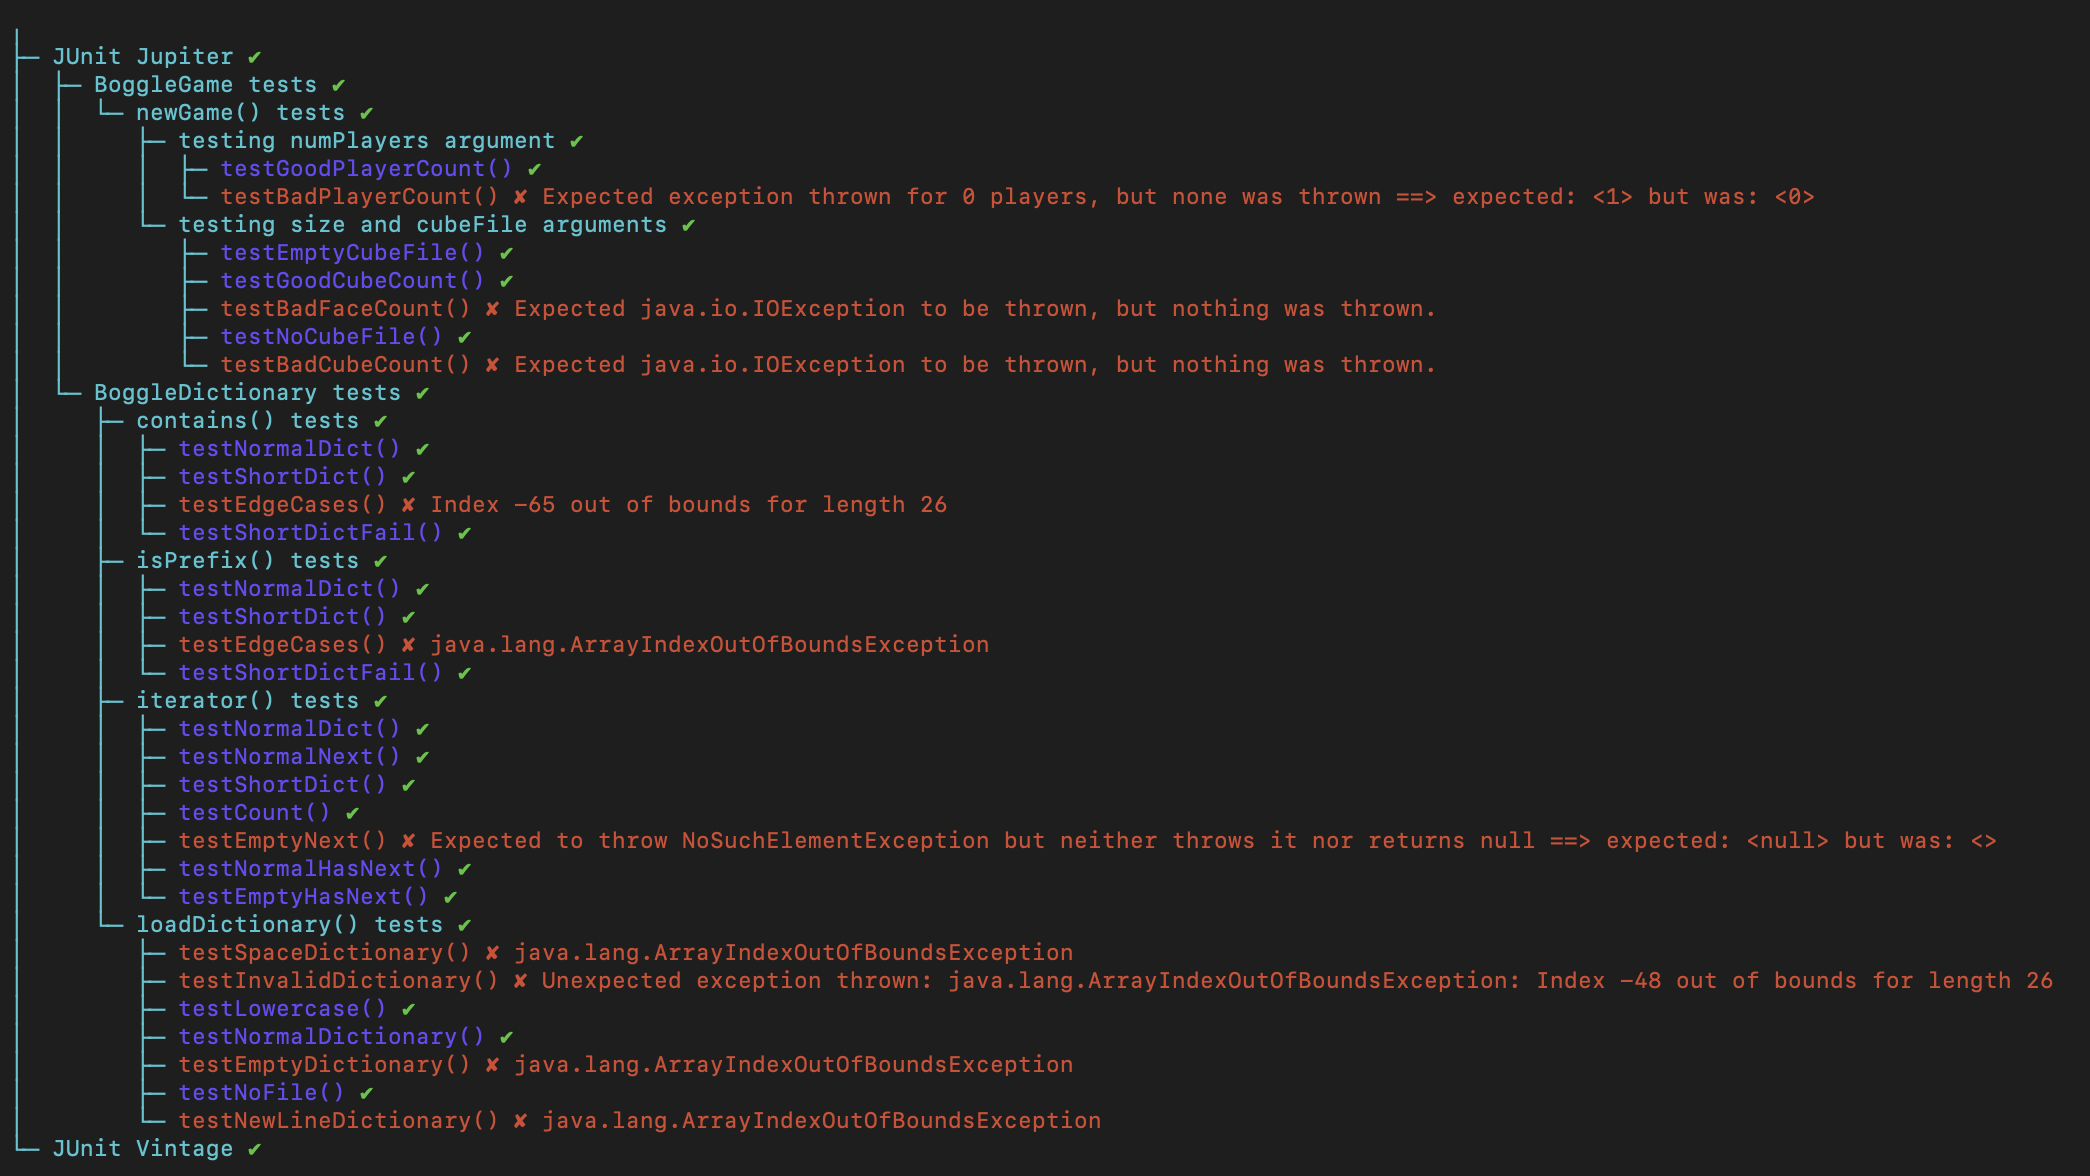 JUnit Jupiter ✔
BoggleGame tests ✔
newGame() tests ✔
testing numPlayers argument ✔
testGoodPlayerCount() ✔
testBadPlayerCount() ✘ Expected exception thrown for 0 players, but none was thrown ==> expected: <1> but was: <0>
testing size and cubeFile arguments ✔
testEmptyCubeFile() ✔
testGoodCubeCount() ✔
testBadFaceCount() ✘ Expected java.io.IOException to be thrown, but nothing was thrown.
testNoCubeFile() ✔
testBadCubeCount() ✘ Expected java.io.IOException to be thrown, but nothing was thrown.
BoggleDictionary tests ✔
contains() tests ✔
testNormalDict() ✔
testShortDict() ✔
testEdgeCases() ✘ Index -65 out of bounds for length 26
testShortDictFail() ✔
isPrefix() tests ✔
testNormalDict() ✔
testShortDict() ✔
testEdgeCases() ✘ java.lang.ArrayIndexOutOfBoundsException
testShortDictFail() ✔
iterator() tests ✔
testNormalDict() ✔
testNormalNext() ✔
testShortDict() ✔
testCount() ✔
testEmptyNext() ✘ Expected to throw NoSuchElementException but neither throws it nor returns null ==> expected: <null> but was: <>
testNormalHasNext() ✔
testEmptyHasNext() ✔
loadDictionary() tests ✔
testSpaceDictionary() ✘ java.lang.ArrayIndexOutOfBoundsException
testInvalidDictionary() ✘ Unexpected exception thrown: java.lang.ArrayIndexOutOfBoundsException: Index -48 out of bounds for length 26
testLowercase() ✔
testNormalDictionary() ✔
testEmptyDictionary() ✘ java.lang.ArrayIndexOutOfBoundsException
testNoFile() ✔
testNewLineDictionary() ✘ java.lang.ArrayIndexOutOfBoundsException
JUnit Vintage ✔